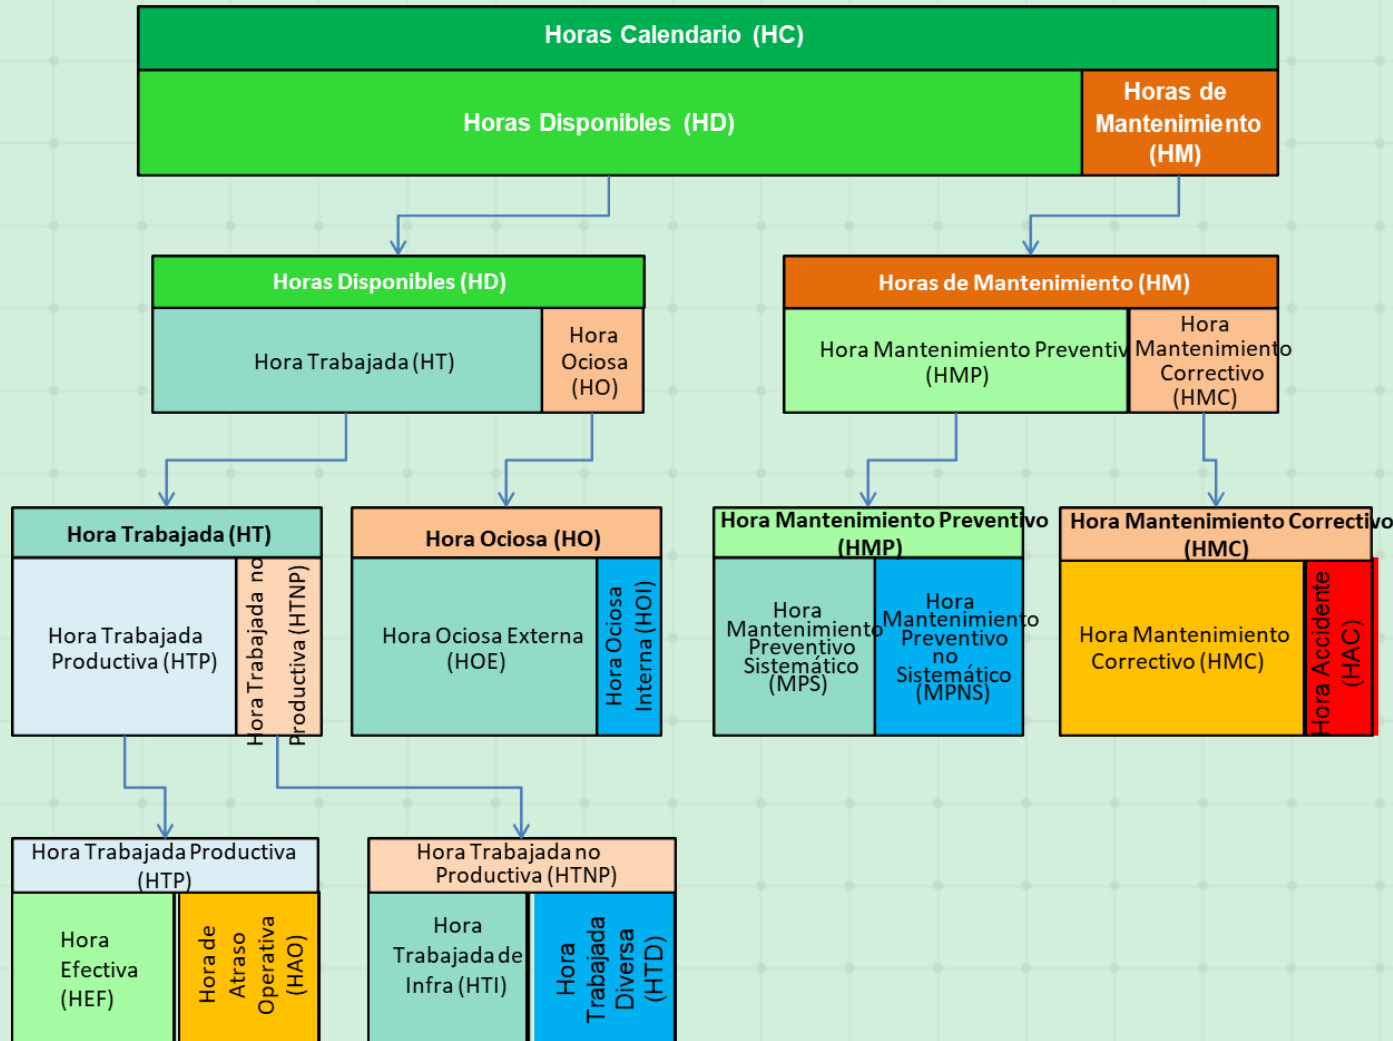 Horas Calendario (HC)
Horas Disponibles (HD)
Horas de
Mantenimiento
(HM)
Horas Disponibles (HD)
Hora Trabajada (HT)
Hora
Ociosa
(HO)
Horas de Mantenimiento (HM)
Hora Mantenimiento Preventiv
(HMP)
Hora
Mantenimiento
Correctivo
(HMC)
Hora Trabajada (HT)
Hora Trabajada
Productiva (HTP)
Hora Trabajada no
Productiva (HTNP)
Hora Ociosa (HO)
Hora Ociosa Externa
(HOE)
Hora Ociosa
Interna (HOI)
Hora Mantenimiento Preventivo
(HMP)
Hora
Mantenimiento
Preventivo
Sistemático
(MPS)
Hora
Mantenimiento
Preventivo
no
Sistemático
(MPNS)
Hora Mantenimiento Correctivo
(HMC)
Hora Mantenimiento
Correctivo (HMC)
Hora Accidente
(HAC)
Hora Trabajada Productiva
(HTP)
Hora
Efectiva
(HEF)
Hora de
Atraso
Operativa
(HAO)
Hora Trabajada no
Productiva (HTNP)
Hora
Trabajada de
Infra (HTI)
Hora
Trabajada
Diversa
(HTD)